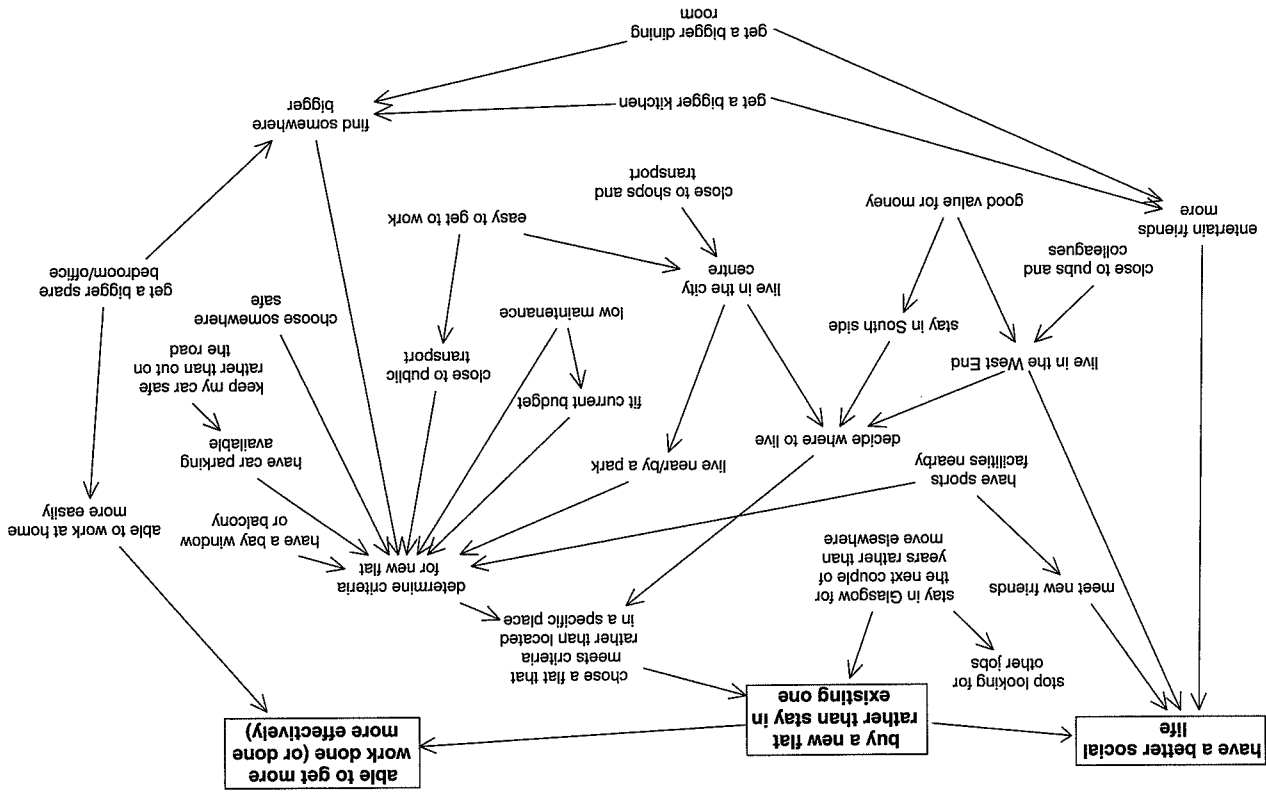 have a better social
life
buy a new flat
rather than stay in
existing one
able to get more
work done (or done
more effectively)
stop looking for
other jobs
chose a flat that
meets criteria
rather than located
in a specific place
meet new friends
stay in Glasgow for
the next couple of
years rather than
move elsewhere
determine criteria
for new flat
have a bay window
or balcony
able to work at home
more easily
have sports
facilities nearby
decide where to live
live near/by a park
have car parking
available
fit current budget
close to public
transport
keep my car safe
rather than out on
the road
live in the West End
stay in South side
low maintenance
choose somewhere
safe
live in the city
centre
get a bigger spare
bedroom/office
close to pubs and
colleagues
entertain friends
more
good value for money
close to shops and
transport
easy to get to work
find somewhere
bigger
get a bigger kitchen
get a bigger dining
room